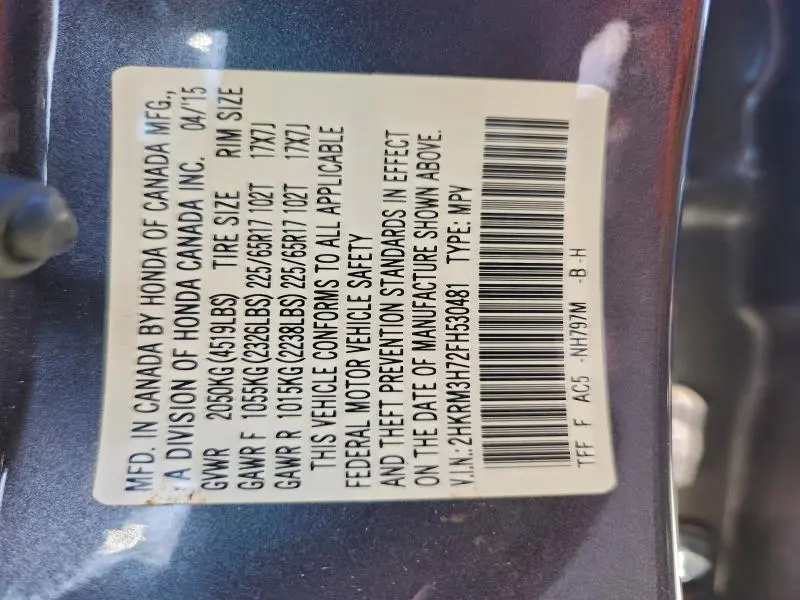 MFD. IN CANADA BY HONDA OF CANADA MFG.,
A DIVISION OF HONDA CANADA INC. 04/'15
GVWR 2050KG(4519LBS) TIRE SIZE RIM SIZE
GAWR F 1055KG(2326LBS) 225/65R17 102T 17X7J
GAWR R 1015KG(2238LBS) 225/65R17 102T 17X7J
THIS VEHICLE CONFORMS TO ALL APPLICABLE
FEDERAL MOTOR VEHICLE SAFETY
AND THEFT PREVENTION STANDARDS IN EFFECT
ON THE DATE OF MANUFACTURE SHOWN ABOVE.
V.I.N.: 2HKRM3H72FH530481 TYPE: MPV
TFF F AC5 -NH797M -B -H